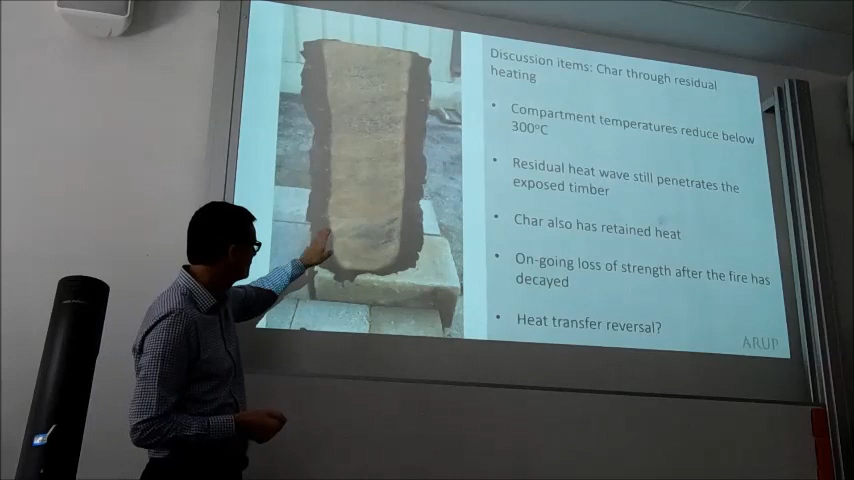 Discussion items: Char through residual
heating
• Compartment temperatures reduce below
300°C
• Residual heat wave still penetrates the
exposed timber
• Char also has retained heat
• On-going loss of strength after the fire has
decayed
• Heat transfer reversal?
ARUP